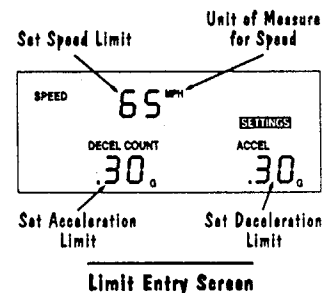 Unit of Measure
for Speed
Set Speed Limit
SPEED 65 MPH
SETTINGS
DECEL COUNT ACCEL
.30 G .30 G
Set Acceleration
Limit
Set Deceleration
Limit
Limit Entry Screen